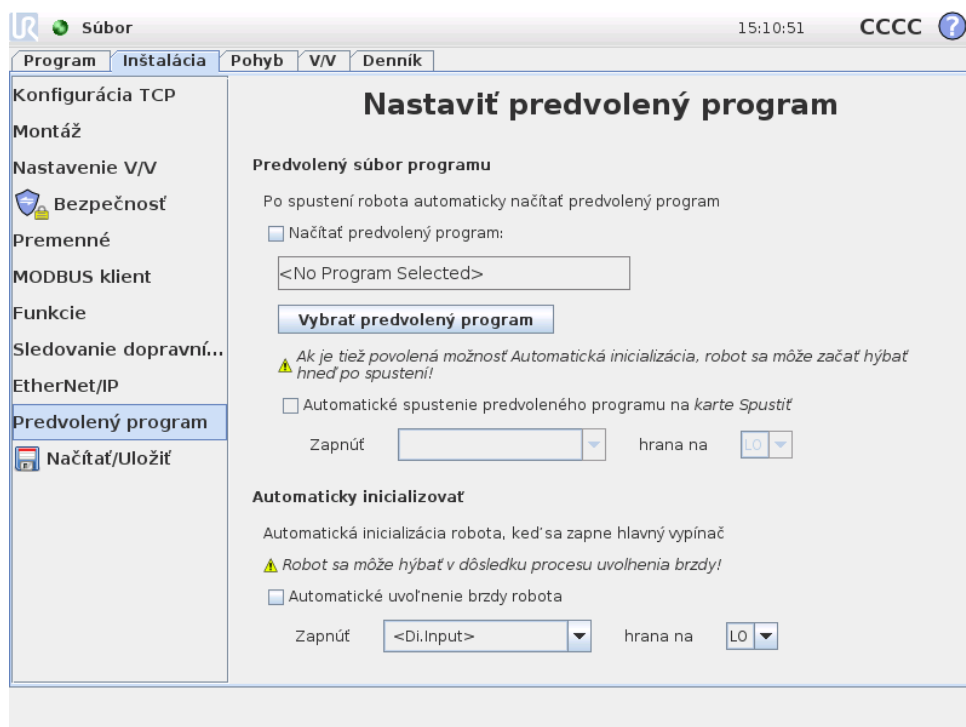 UR Súbor 15:10:51 CCCC ?
Program Inštalácia Pohyb V/V Denník
Konfigurácia TCP
Montáž
Nastavenie V/V
Bezpečnosť
Premenné
MODBUS klient
Funkcie
Sledovanie dopravní...
EtherNet/IP
Predvolený program
Načítať/Uložiť
Nastaviť predvolený program
Predvolený súbor programu
Po spustení robota automaticky načítať predvolený program
Načítať predvolený program:
<No Program Selected>
Vybrať predvolený program
Ak je tiež povolená možnosť Automatická inicializácia, robot sa môže začať hýbať
hneď po spustení!
Automatické spustenie predvoleného programu na karte Spustiť
Zapnúť hrana na LO
Automaticky inicializovať
Automatická inicializácia robota, keď sa zapne hlavný vypínač
Robot sa môže hýbať v dôsledku procesu uvoľnenia brzdy!
Automatické uvoľnenie brzdy robota
Zapnúť <Di.Input> hrana na LO